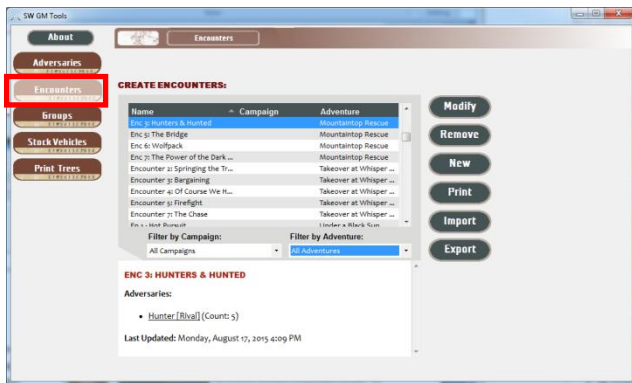 SW GM Tools
About
Encounters
Adversaries
Encounters
Groups
Stock Vehicles
Print Trees
CREATE ENCOUNTERS:
Name Campaign Adventure
Enc 3: Hunters & Hunted Mountaintop Rescue
Enc 5: The Bridge Mountaintop Rescue
Enc 6: Wolfpack Mountaintop Rescue
Enc 7: The Power of the Dark ... Mountaintop Rescue
Encounter 2: Springing the Tr... Takeover at Whisper ...
Encounter 3: Bargaining Takeover at Whisper ...
Encounter 4: Of Course We H... Takeover at Whisper ...
Encounter 5: Firefight Takeover at Whisper ...
Encounter 7: The Chase Takeover at Whisper ...
Hot Pursuit Under a Black Sun
Filter by Campaign: Filter by Adventure:
All Campaigns All Adventures
Modify
Remove
New
Print
Import
Export
ENC 3: HUNTERS & HUNTED
Adversaries:
• Hunter [Rival] (Count: 5)
Last Updated: Monday, August 17, 2015 4:09 PM